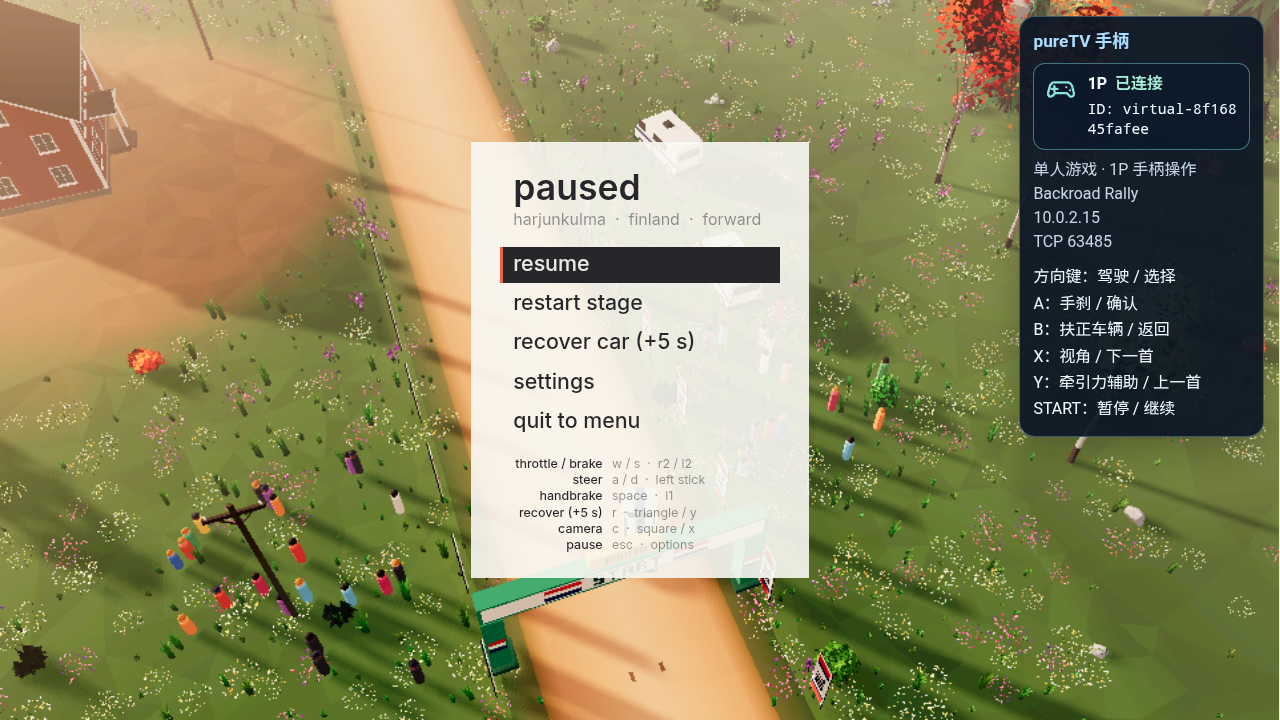 paused
harjunkulma · finland · forward
resume
restart stage
recover car (+5 s)
settings
quit to menu
throttle / brake w / s · r2 / l2
steer a / d · left stick
handbrake space · l1
recover (+5 s) r · triangle / y
camera c · square / x
pause esc · options
pureTV 手柄
1P 已连接
ID: virtual-8f168
45fafee
单人游戏 · 1P 手柄操作
Backroad Rally
10.0.2.15
TCP 63485
方向键：驾驶 / 选择
A：手刹 / 确认
B：扶正车辆 / 返回
X：视角 / 下一首
Y：牵引力辅助 / 上一首
START：暂停 / 继续